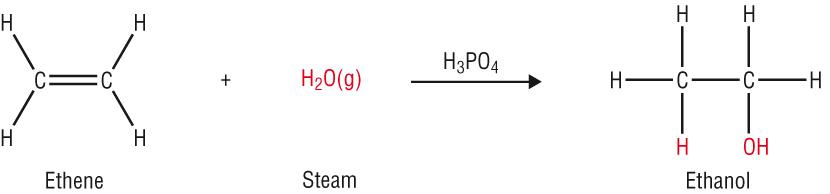 H H H H
C C + H₂O(g) H₃PO₄ H C C H
H H H OH
Ethene Steam Ethanol